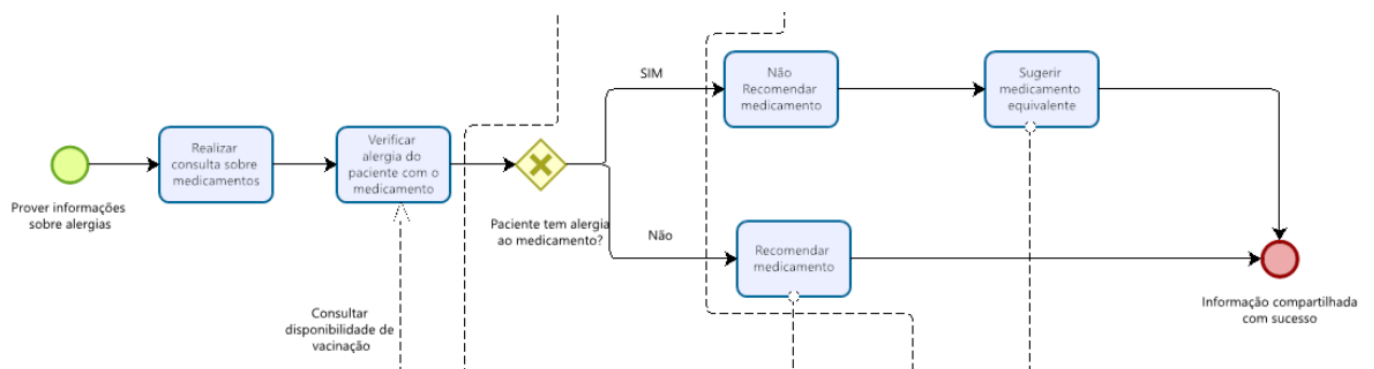 Prover informações
sobre alergias
Realizar
consulta sobre
medicamentos
Verificar
alergia do
paciente com o
medicamento
Consultar
disponibilidade de
vacinação
Paciente tem alergia
ao medicamento?
SIM
Não
Recomendar
medicamento
Sugerir
medicamento
equivalente
Não
Recomendar
medicamento
Informação compartilhada
com sucesso